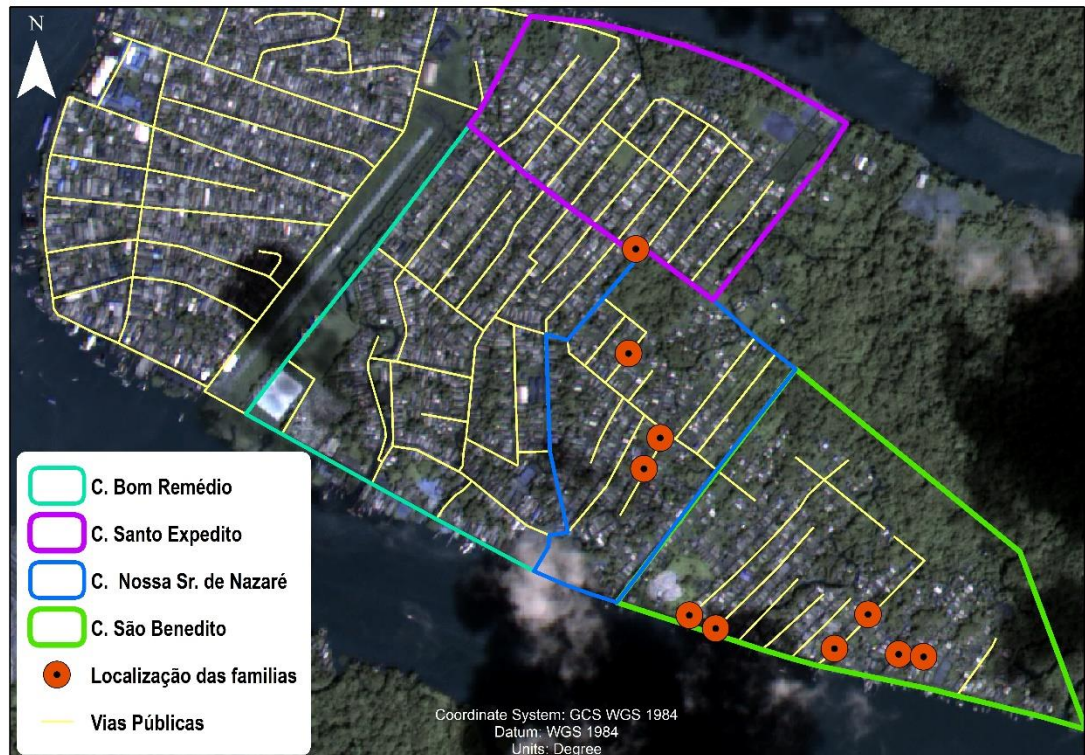 N
C. Bom Remédio
C. Santo Expedito
C. Nossa Sr. de Nazaré
C. São Benedito
Localização das familias
Vias Públicas
Coordinate System: GCS WGS 1984
Datum: WGS 1984
Units: Degree